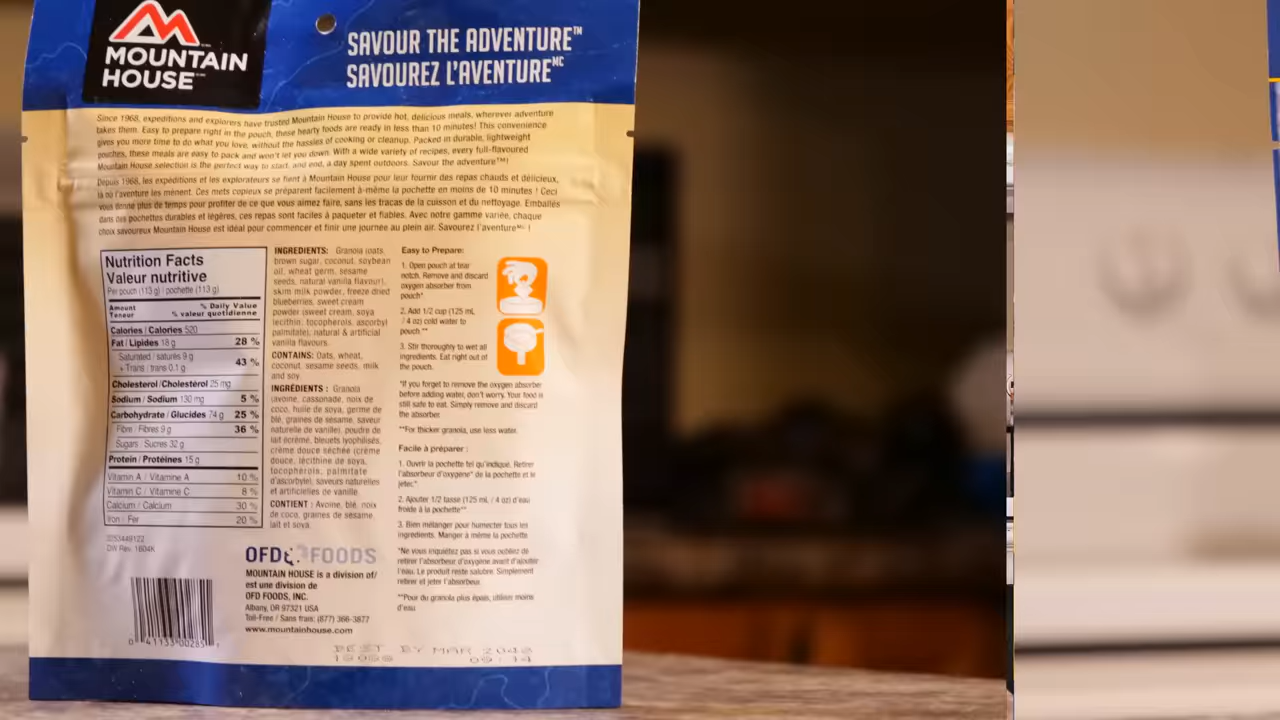 MOUNTAIN
HOUSE
SAVOUR THE ADVENTURE™
SAVOUREZ L'AVENTURE MC
Since 1968, expeditions and explorers have trusted Mountain House to provide hot, delicious meals, wherever adventure
takes them. Easy to prepare right in the pouch, these hearty foods are ready in less than 10 minutes! This convenience
gives you more time to do what you love, without the hassles of cooking or cleanup. Packed in durable, lightweight
pouches, these meals are easy to pack and won't let you down. With a wide variety of recipes, every full-flavoured
Mountain House selection is the perfect way to start, and end, a day spent outdoors. Savour the adventure™!
Depuis 1968, les expéditions et les explorateurs se fient à Mountain House pour leur fournir des repas chauds et délicieux,
là où l'aventure les mènent. Ces mets copieux se préparent facilement à-même la pochette en moins de 10 minutes ! Ceci
vous donne plus de temps pour profiter de ce que vous aimez faire, sans les tracas de la cuisson et du nettoyage. Emballés
dans des pochettes durables et légères, ces repas sont faciles à paqueter et fiables. Avec notre gamme variée, chaque
choix savoureux Mountain House est idéal pour commencer et finir une journée au plein air. Savourez l'aventure MC !
Nutrition Facts
Valeur nutritive
Per pouch (113 g) / pochette (113 g)
Amount % Daily Value
Teneur % valeur quotidienne
Calories / Calories 520
Fat / Lipides 18 g 28 %
Saturated / saturés 9 g
+ Trans / trans 0.1 g 43 %
Cholesterol / Cholestérol 25 mg
Sodium / Sodium 130 mg 5 %
Carbohydrate / Glucides 74 g 25 %
Fibre / Fibres 9 g 36 %
Sugars / Sucres 32 g
Protein / Protéines 15 g
Vitamin A / Vitamine A 10 %
Vitamin C / Vitamine C 8 %
Calcium / Calcium 30 %
Iron / Fer 20 %
0053449122
DW Rev. 1604K
INGREDIENTS: Granola (oats,
brown sugar, coconut, soybean
oil, wheat germ, sesame
seeds, natural vanilla flavour),
skim milk powder, freeze dried
blueberries, sweet cream
powder (sweet cream, soya
lecithin, tocopherols, ascorbyl
palmitate), natural & artificial
vanilla flavours.
CONTAINS: Oats, wheat,
coconut, sesame seeds, milk
and soy.
INGRÉDIENTS : Granola
(avoine, cassonade, noix de
coco, huile de soya, germe de
blé, graines de sésame, saveur
naturelle de vanille), poudre de
lait écrémé, bleuets lyophilisés,
crème douce séchée (crème
douce, lécithine de soya,
tocophérols, palmitate
d'ascorbyle), saveurs naturelles
et artificielles de vanille.
CONTIENT : Avoine, blé, noix
de coco, graines de sésame,
lait et soya.
Easy to Prepare:
1. Open pouch at tear
notch. Remove and discard
oxygen absorber from
pouch*
2. Add 1/2 cup (125 mL
/ 4 oz) cold water to
pouch.**
3. Stir thoroughly to wet all
ingredients. Eat right out of
the pouch.
*If you forget to remove the oxygen absorber
before adding water, don't worry. Your food is
still safe to eat. Simply remove and discard
the absorber.
**For thicker granola, use less water.
Facile à préparer :
1. Ouvrir la pochette tel qu'indiqué. Retirer
l'absorbeur d'oxygène* de la pochette et le
jeter.*
2. Ajouter 1/2 tasse (125 mL / 4 oz) d'eau
froide à la pochette**
3. Bien mélanger pour humecter tous les
ingrédients. Manger à même la pochette.
*Ne vous inquiétez pas si vous oubliez de
retirer l'absorbeur d'oxygène avant d'ajouter
l'eau. Le produit reste salubre. Simplement
retirer et jeter l'absorbeur.
**Pour du granola plus épais, utiliser moins
d'eau.
OFD FOODS
MOUNTAIN HOUSE is a division of/
est une division de
OFD FOODS, INC.
Albany, OR 97321 USA
Toll-Free / Sans frais: (877) 366-3877
www.mountainhouse.com
BEST BY MAR
09:14